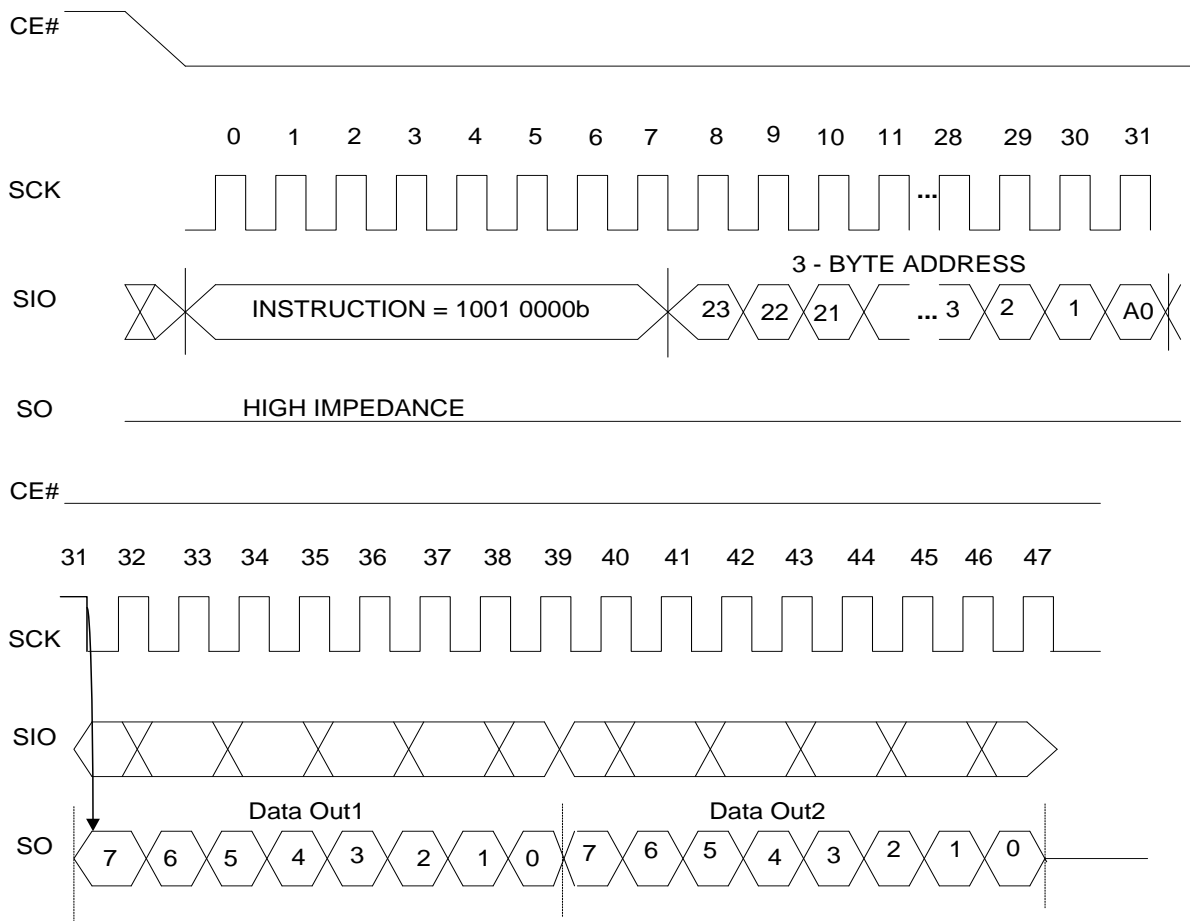 CE#
0 1 2 3 4 5 6 7 8 9 10 11 28 29 30 31
SCK ...
3 - BYTE ADDRESS
SIO INSTRUCTION = 1001 0000b 23 22 21 ... 3 2 1 A0
SO HIGH IMPEDANCE
CE#
31 32 33 34 35 36 37 38 39 40 41 42 43 44 45 46 47
SCK
SIO
Data Out1 Data Out2
SO 7 6 5 4 3 2 1 0 7 6 5 4 3 2 1 0